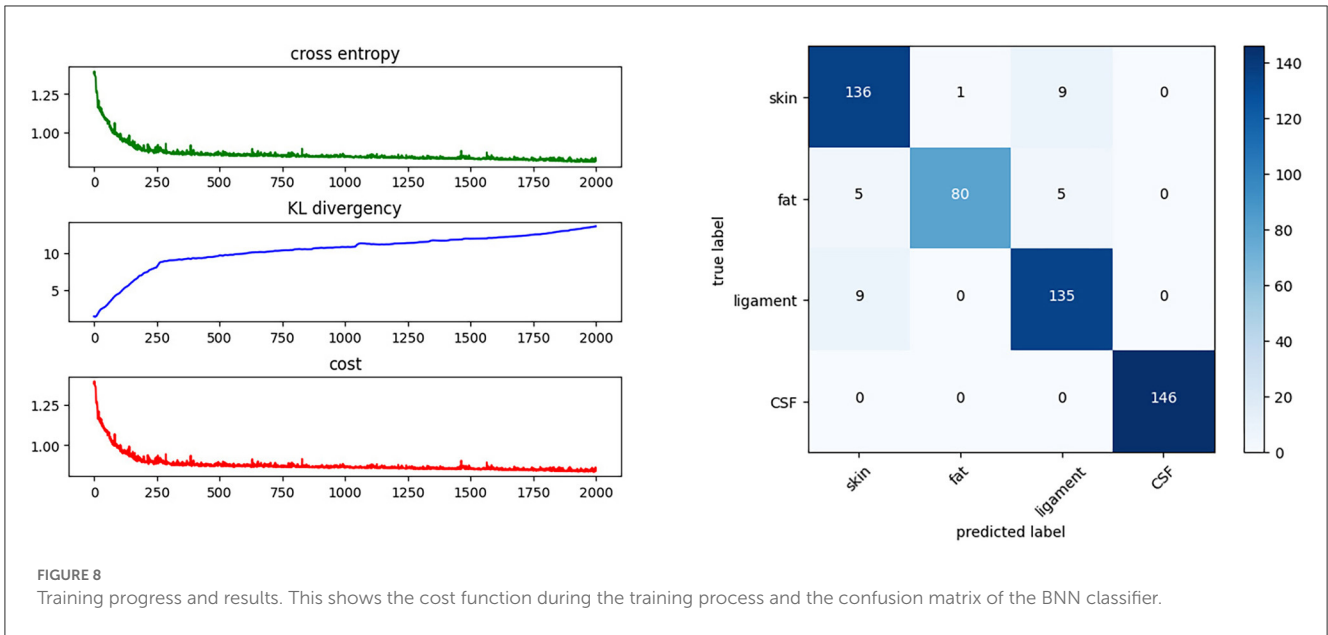 cross entropy
1.25
1.00
0 250 500 750 1000 1250 1500 1750 2000
KL divergency
10
5
0 250 500 750 1000 1250 1500 1750 2000
cost
1.25
1.00
0 250 500 750 1000 1250 1500 1750 2000
true label
skin 136 1 9 0
fat 5 80 5 0
ligament 9 0 135 0
CSF 0 0 0 146
skin fat ligament CSF
predicted label
140
120
100
80
60
40
20
0
FIGURE 8
Training progress and results. This shows the cost function during the training process and the confusion matrix of the BNN classifier.